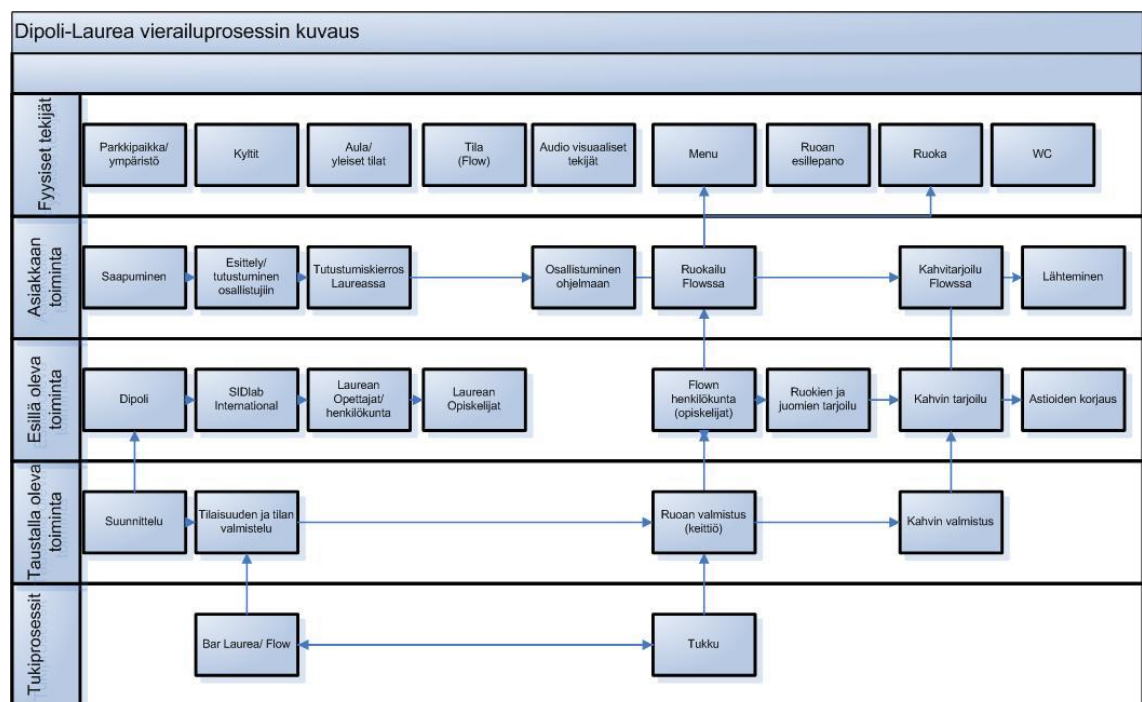 Dipoli-Laurea vierailuprosessin kuvaus
Fyysiset tekijät
Parkkipaikka/
ympäristö
Kyltit
Aula/
yleiset tilat
Tila
(Flow)
Audio visuaaliset
tekijät
Menu
Ruoan
esillepano
Ruoka
WC
Asiakkaan
toiminta
Saapuminen
Esittely/
tutustuminen
osallistujiin
Tutustumiskierros
Laureassa
Osallistuminen
ohjelmaan
Ruokailu
Flowssa
Kahvitarjoilu
Flowssa
Lähteminen
Esillä oleva
toiminta
Dipoli
SIDlab
International
Laurean
Opettajat/
henkilökunta
Laurean
Opiskelijat
Flown
henkilökunta
(opiskelijat)
Ruokien ja
juomien tarjoilu
Kahvin tarjoilu
Astioiden korjaus
Taustalla oleva
toiminta
Suunnittelu
Tilaisuuden ja tilan
valmistelu
Ruoan valmistus
(keittiö)
Kahvin valmistus
Tukiprosessit
Bar Laurea/ Flow
Tukku